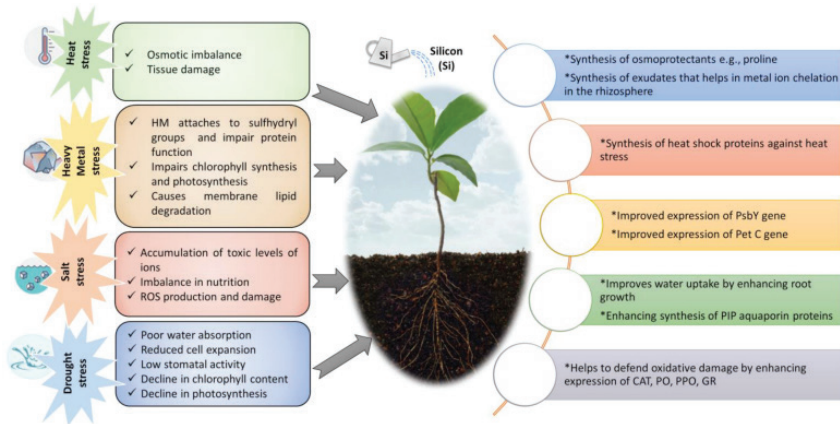 Heat
stress
✓ Osmotic imbalance
✓ Tissue damage
Heavy
Metal
stress
✓ HM attaches to sulfhydryl
groups and impair protein
function
✓ Impairs chlorophyll synthesis
and photosynthesis
✓ Causes membrane lipid
degradation
Salt
stress
✓ Accumulation of toxic levels of
ions
✓ Imbalance in nutrition
✓ ROS production and damage
Drought
stress
✓ Poor water absorption
✓ Reduced cell expansion
✓ Low stomatal activity
✓ Decline in chlorophyll content
✓ Decline in photosynthesis
Si
Silicon
(Si)
*Synthesis of osmoprotectants e.g., proline
*Synthesis of exudates that helps in metal ion chelation
in the rhizosphere
*Synthesis of heat shock proteins against heat
stress
*Improved expression of PsbY gene
*Improved expression of Pet C gene
*Improves water uptake by enhancing root
growth
*Enhancing synthesis of PIP aquaporin proteins
*Helps to defend oxidative damage by enhancing
expression of CAT, PO, PPO, GR